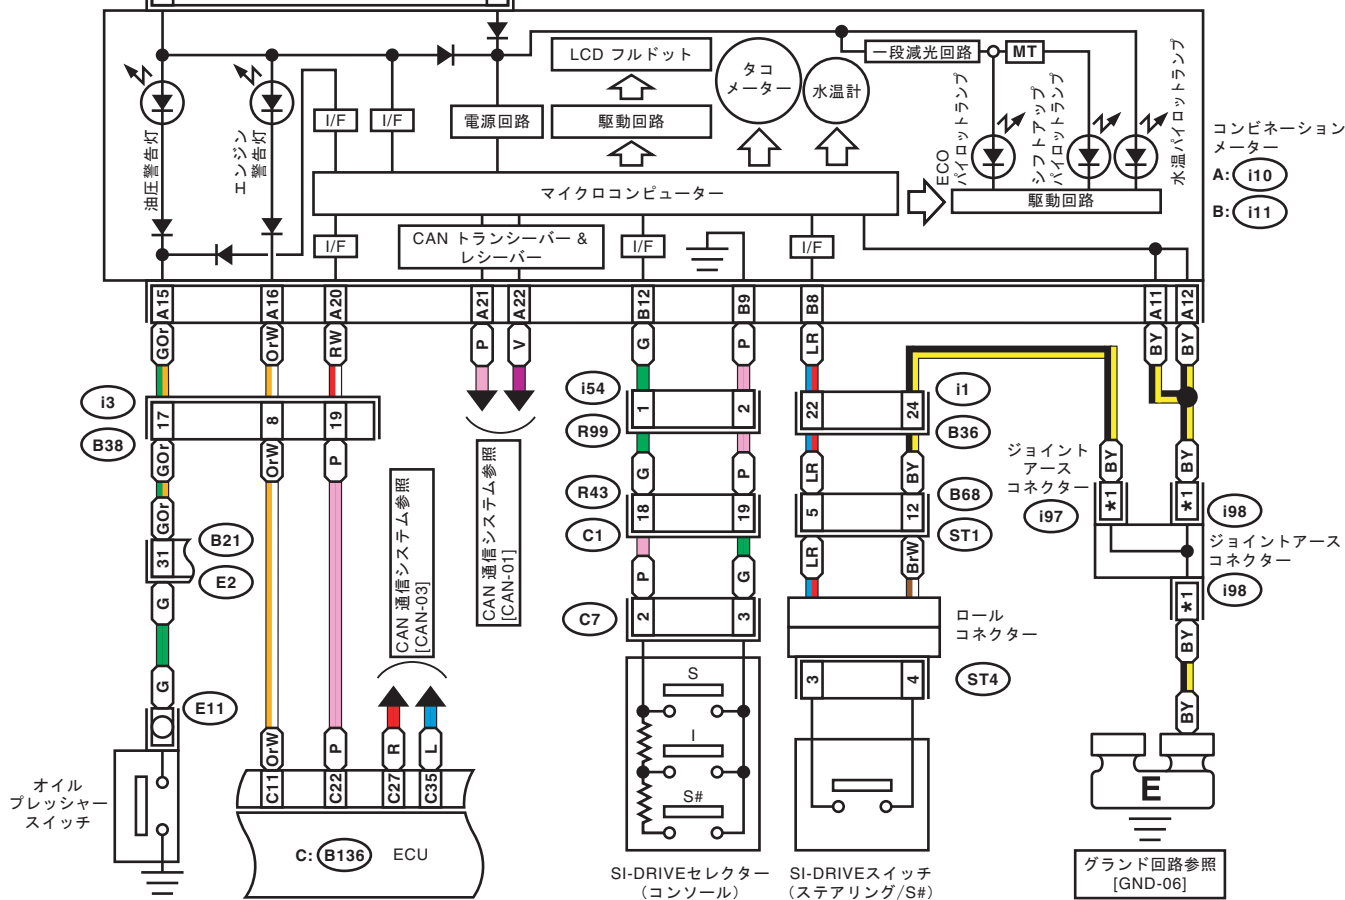 LCD フルドット
タコ
メーター
水温計
一段減光回路
MT
I/F
I/F
電源回路
駆動回路
油圧警告灯
エンジン
警告灯
ECO
パイロットランプ
シフトアップ
パイロットランプ
水温パイロットランプ
コンビネーション
メーター
A: i10
B: i11
マイクロコンピューター
駆動回路
I/F
CAN トランシーバー &
レシーバー
I/F
I/F
A15
A16
A20
A21
A22
B12
B9
B8
A11
A12
GOr
OrW
RW
P
V
G
P
LR
BY
BY
i3
17
8
19
B38
i54
1
2
R99
22
24
i1
B36
GOr
OrW
P
CAN 通信システム参照
[CAN-03]
CAN 通信システム参照
[CAN-01]
G
P
LR
BY
ジョイント
アース
コネクター
i97
BY
BY
*1
*1
i98
GOr
R43
18
19
C1
5
12
B68
ST1
B21
31
E2
ジョイントアース
コネクター
i98
*1
G
P
G
LR
BrW
C7
2
3
ロール
コネクター
BY
G
E11
3
4
ST4
BY
S
I
S#
OrW
P
R
L
C11
C22
C27
C35
オイル
プレッシャー
スイッチ
C: B136 ECU
E
SI-DRIVEセレクター
(コンソール)
SI-DRIVEスイッチ
(ステアリング/S#)
グランド回路参照
[GND-06]